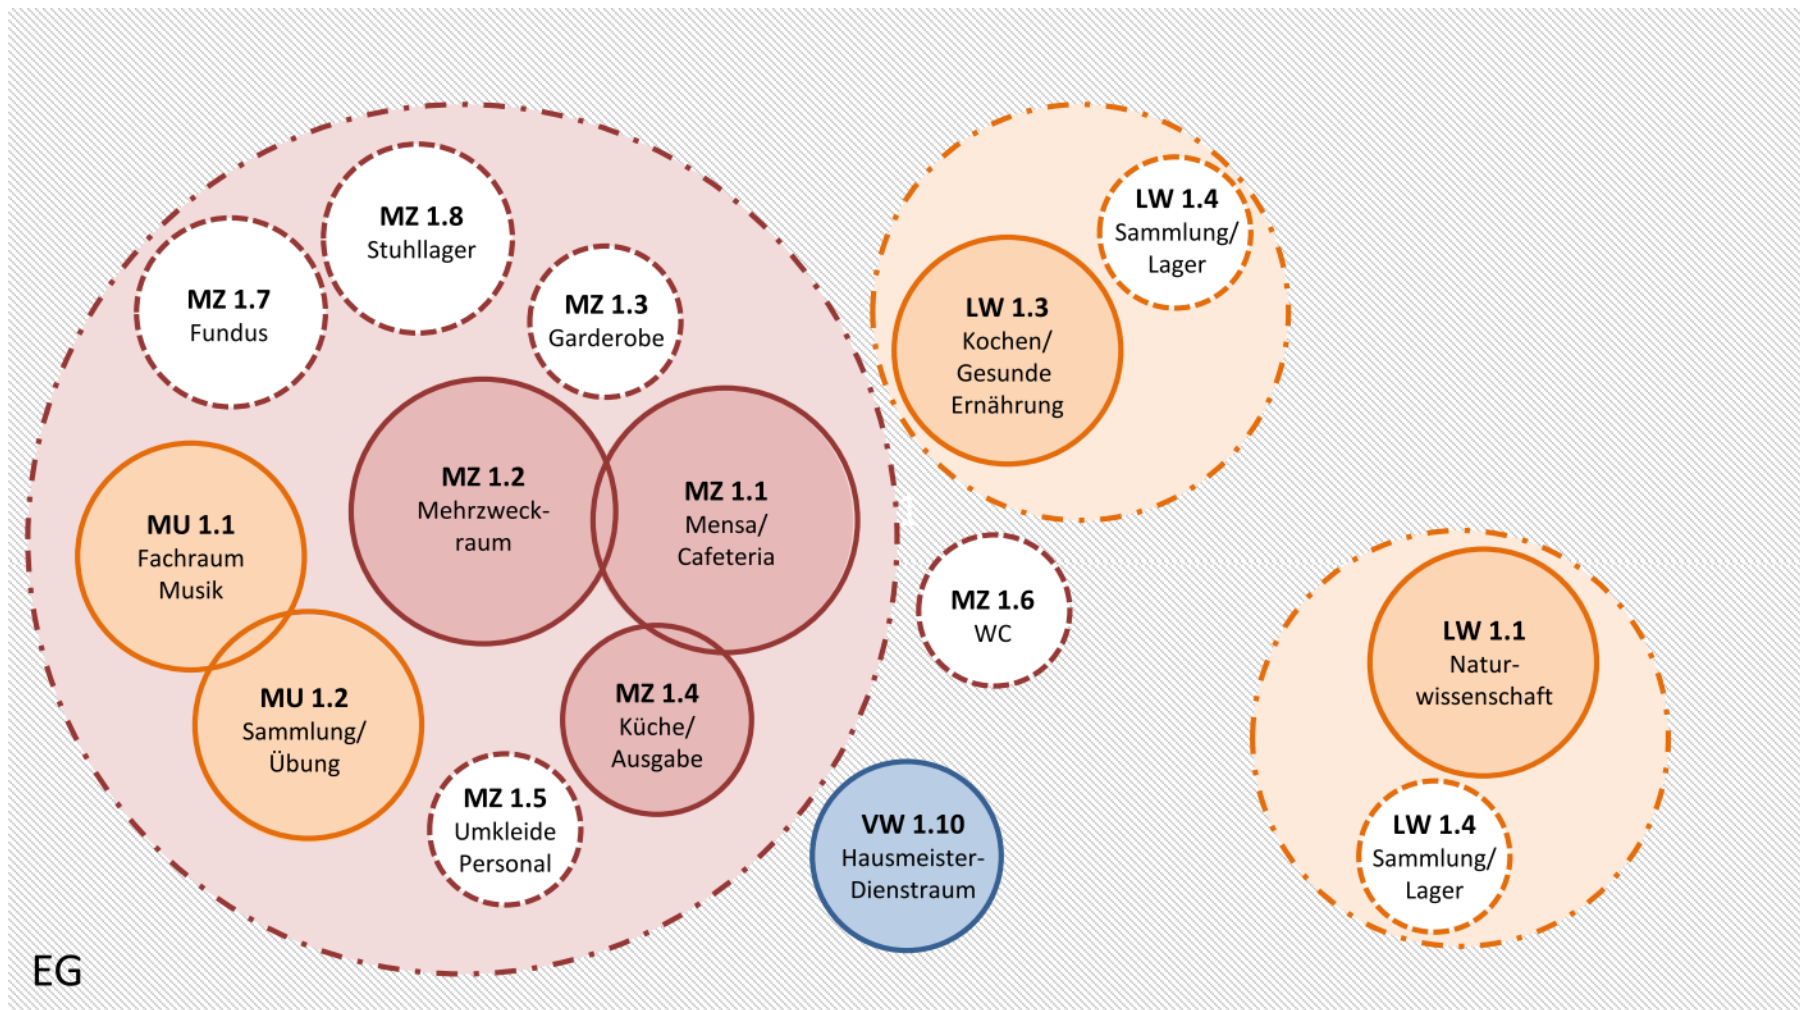 MZ 1.8
Stuhllager
MZ 1.7
Fundus
MZ 1.3
Garderobe
MZ 1.2
Mehrzweck-
raum
MZ 1.1
Mensa/
Cafeteria
MU 1.1
Fachraum
Musik
MU 1.2
Sammlung/
Übung
MZ 1.4
Küche/
Ausgabe
MZ 1.5
Umkleide
Personal
LW 1.4
Sammlung/
Lager
LW 1.3
Kochen/
Gesunde
Ernährung
MZ 1.6
WC
VW 1.10
Hausmeister-
Dienstraum
LW 1.1
Natur-
wissenschaft
LW 1.4
Sammlung/
Lager
EG